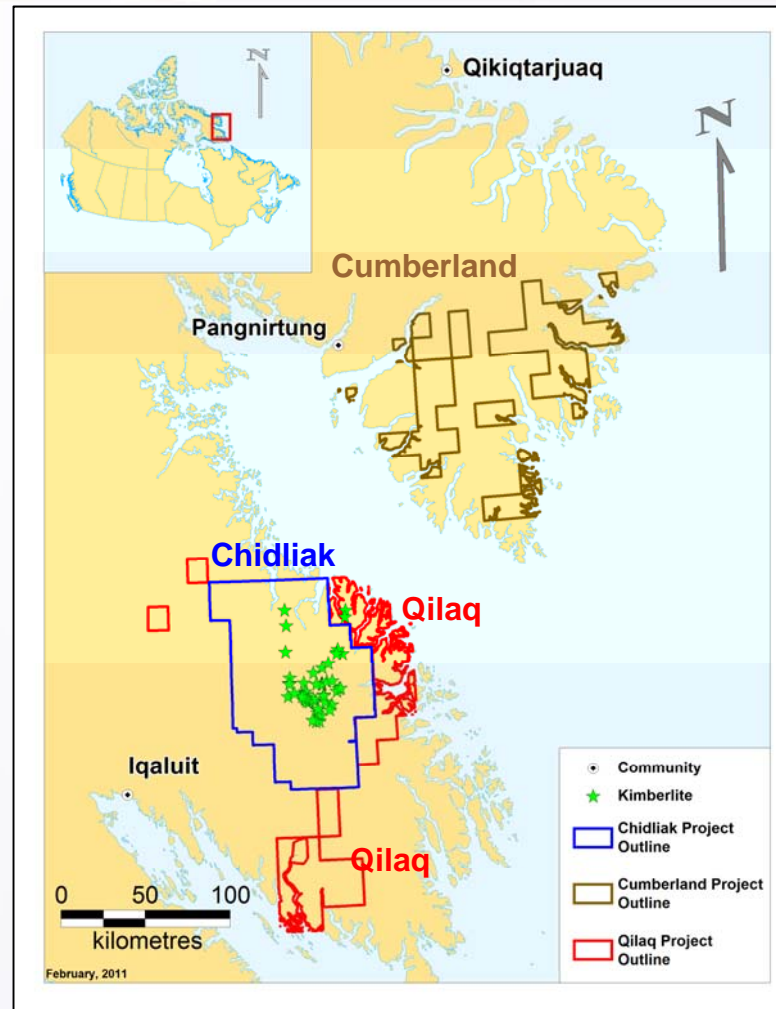 N
Qikiqtarjuaq
N
Cumberland
Pangnirtung
Chidliak
Qilaq
Iqaluit
Community
Kimberlite
Chidliak Project
Outline
Qilaq
Cumberland Project
Outline
0 50 100
kilometres
Qilaq Project
Outline
February, 2011